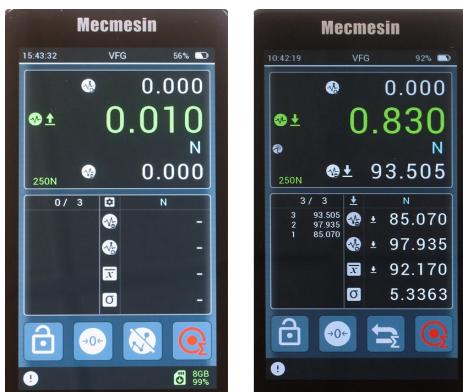 Mecmesin
15:43:32 VFG 56%
0.000
0.010
N
0.000
250N
0 / 3 N
-
-
x̅ -
σ -
→0←
Σ
8GB
99%
Mecmesin
10:42:19 VFG 92%
0.000
0.830
N
93.505
250N
3 / 3 N
3 93.505
2 97.935
1 85.070
85.070
97.935
x̅ 92.170
σ 5.3363
→0←
Σ
Σ